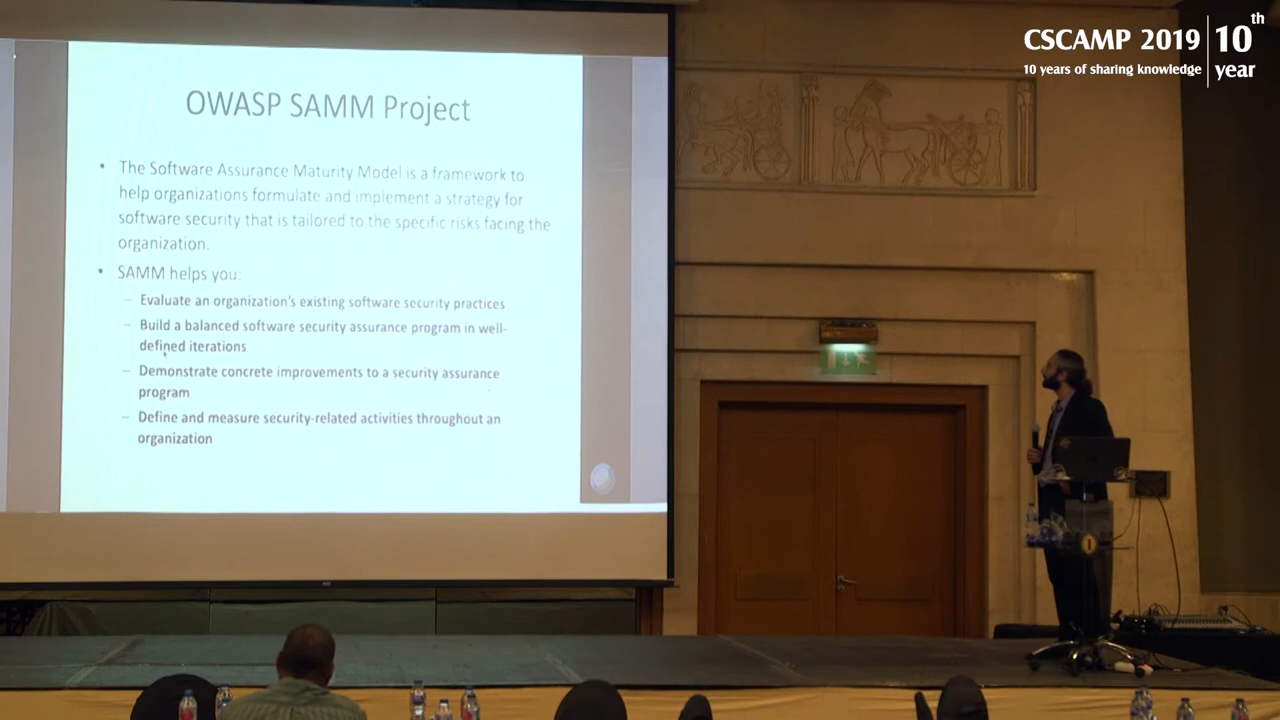 CSCAMP 2019
10 years of sharing knowledge
10th
year
OWASP SAMM Project
• The Software Assurance Maturity Model is a framework to
help organizations formulate and implement a strategy for
software security that is tailored to the specific risks facing the
organization.
• SAMM helps you:
– Evaluate an organization's existing software security practices
– Build a balanced software security assurance program in well-
defined iterations
– Demonstrate concrete improvements to a security assurance
program
– Define and measure security-related activities throughout an
organization